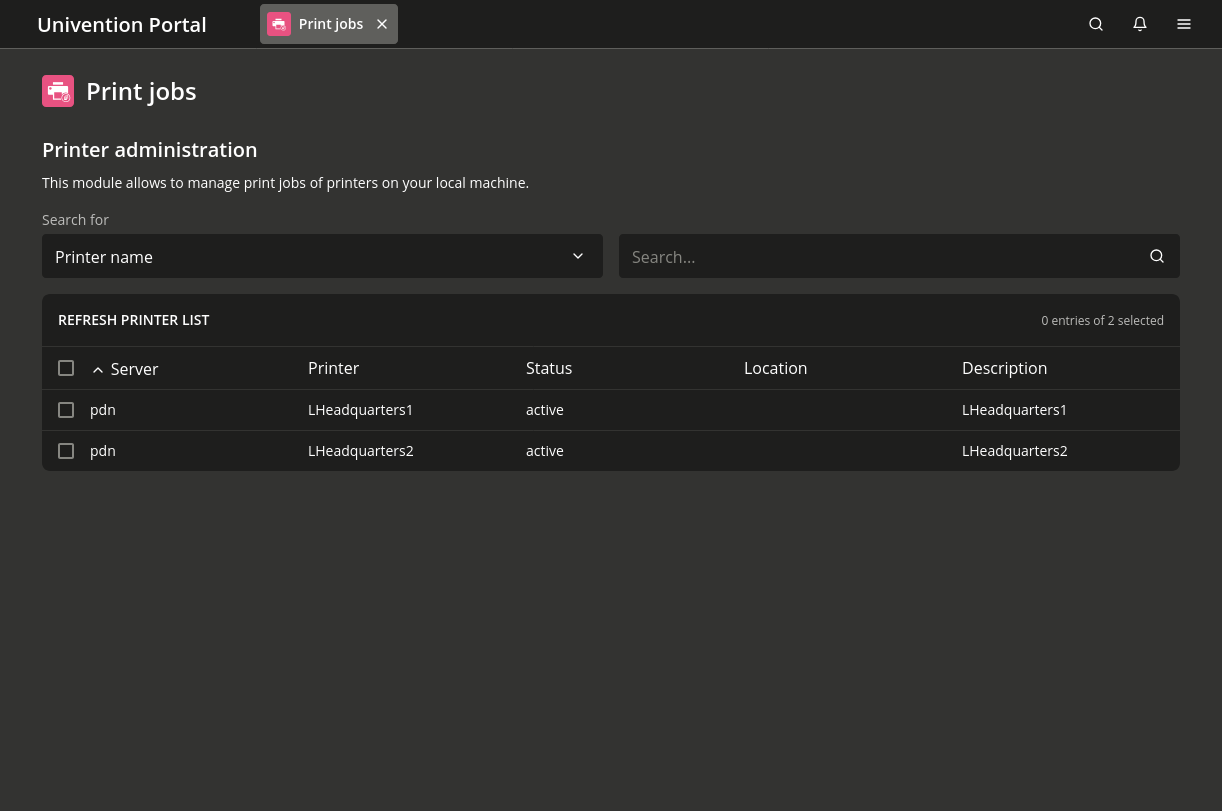 Univention Portal
Print jobs
Print jobs
Printer administration
This module allows to manage print jobs of printers on your local machine.
Search for
Printer name
Search...
REFRESH PRINTER LIST
0 entries of 2 selected
Server Printer Status Location Description
pdn LHeadquarters1 active LHeadquarters1
pdn LHeadquarters2 active LHeadquarters2